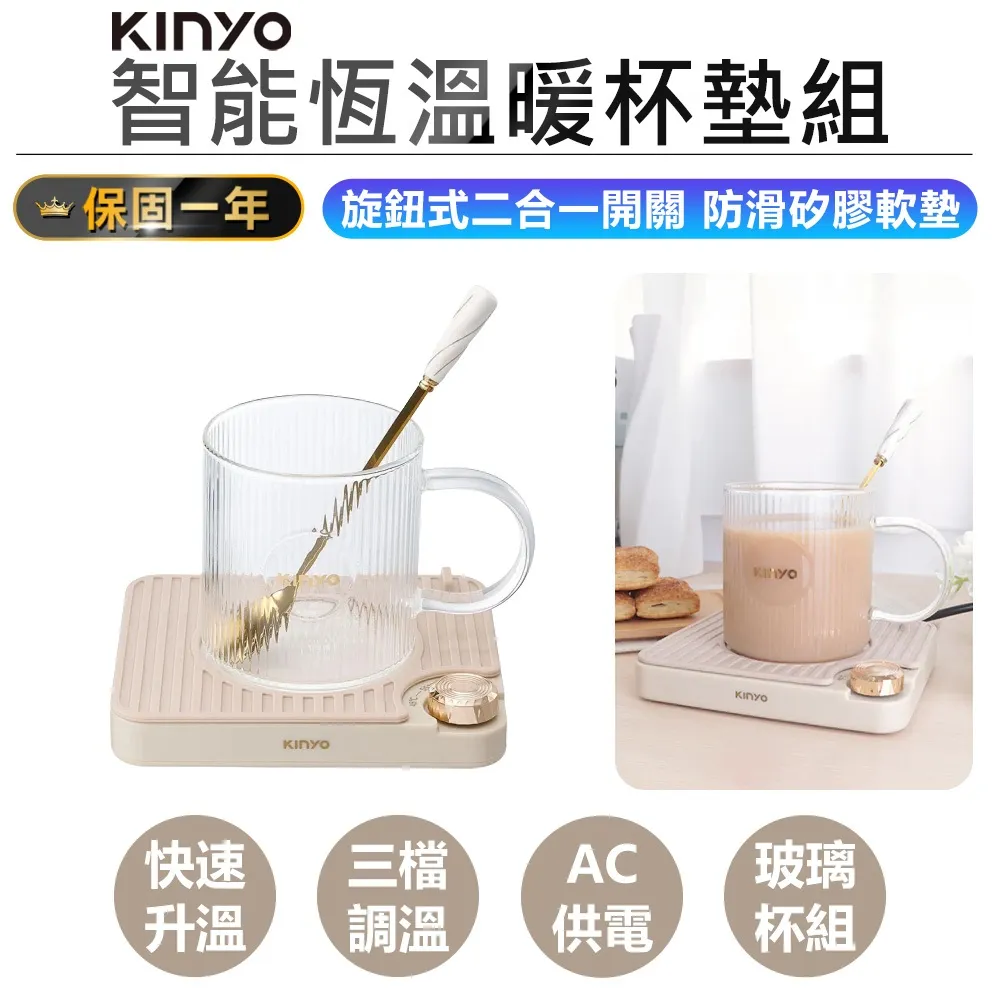 KINYO
智能恆溫暖杯墊組
保固一年
旋鈕式二合一開關 防滑矽膠軟墊
KINYO
KINYO
KINYO
KINYO
快速
升溫
三檔
調溫
AC
供電
玻璃
杯組